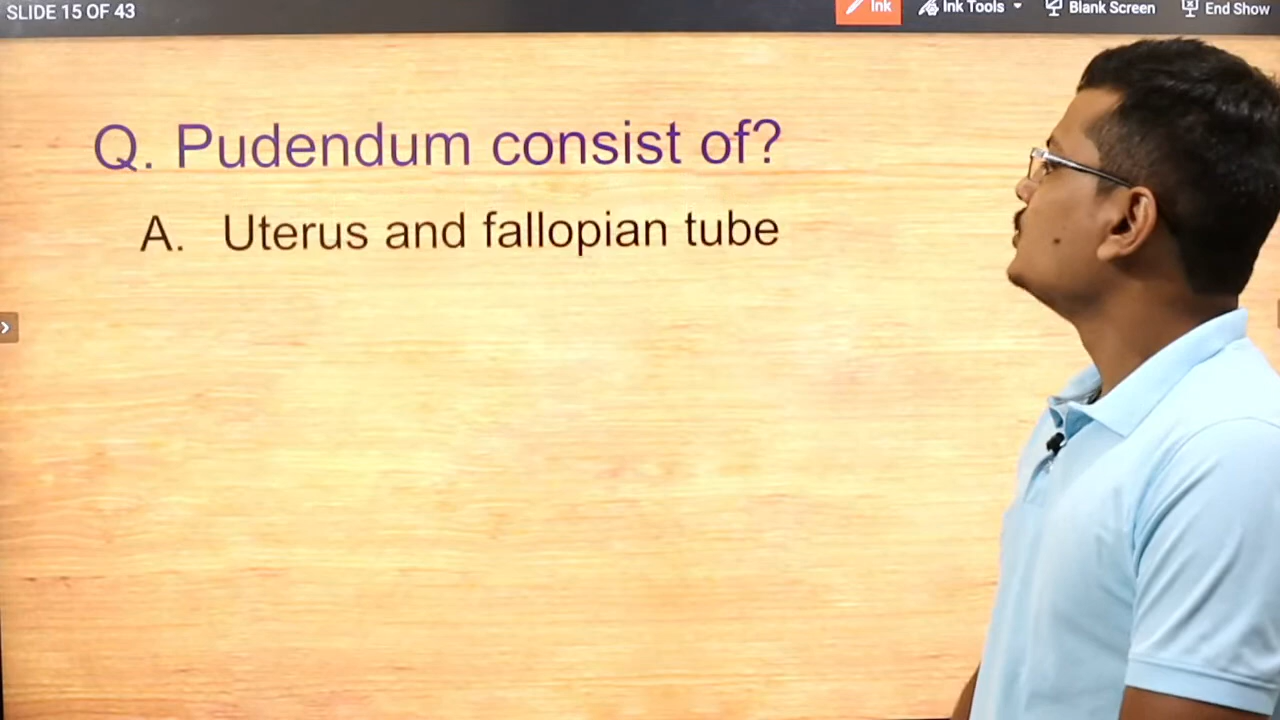 SLIDE 15 OF 43
Ink
Ink Tools
Blank Screen
End Show
Q. Pudendum consist of?
A. Uterus and fallopian tube